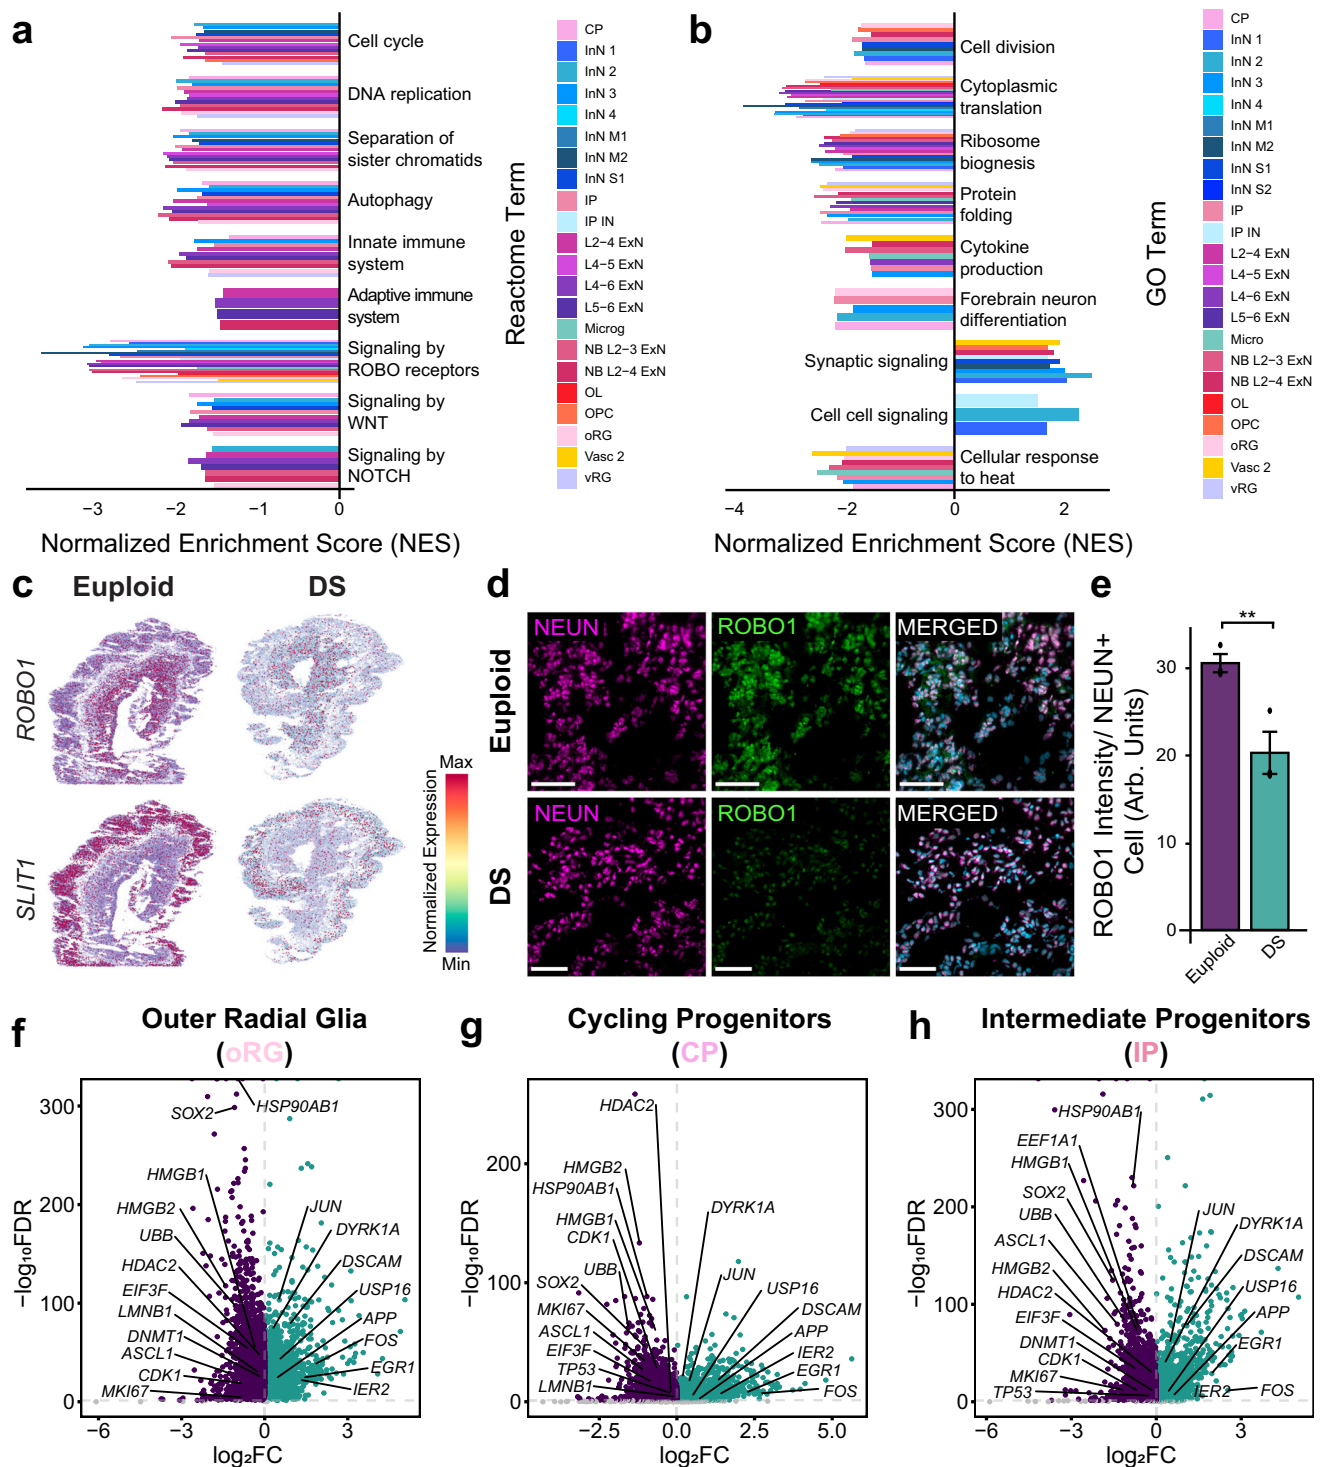 a
Cell cycle
DNA replication
Separation of
sister chromatids
Autophagy
Innate immune
system
Adaptive immune
system
Signaling by
ROBO receptors
Signaling by
WNT
Signaling by
NOTCH
−3
−2
−1
0
Normalized Enrichment Score (NES)
Reactome Term
CP
InN 1
InN 2
InN 3
InN 4
InN M1
InN M2
InN S1
IP
IP IN
L2−4 ExN
L4−5 ExN
L4−6 ExN
L5−6 ExN
Microg
NB L2−3 ExN
NB L2−4 ExN
OL
OPC
oRG
Vasc 2
vRG
b
Cell division
Cytoplasmic
translation
Ribosome
biognesis
Protein
folding
Cytokine
production
Forebrain neuron
differentiation
Synaptic signaling
Cell cell signaling
Cellular response
to heat
−4
−2
0
2
Normalized Enrichment Score (NES)
GO Term
CP
InN 1
InN 2
InN 3
InN 4
InN M1
InN M2
InN S1
InN S2
IP
IP IN
L2−4 ExN
L4−5 ExN
L4−6 ExN
L5−6 ExN
Micro
NB L2−3 ExN
NB L2−4 ExN
OL
OPC
oRG
Vasc 2
vRG
c
Euploid
DS
ROBO1
SLIT1
Max
Normalized Expression
Min
d
Euploid
NEUN
ROBO1
MERGED
DS
NEUN
ROBO1
MERGED
e
ROBO1 Intensity/ NEUN+
Cell (Arb. Units)
**
30
20
10
0
Euploid
DS
f
Outer Radial Glia
(oRG)
−log₁₀FDR
300
200
100
0
SOX2
HSP90AB1
HMGB1
HMGB2
UBB
HDAC2
EIF3F
LMNB1
DNMT1
ASCL1
CDK1
MKI67
JUN
DYRK1A
DSCAM
USP16
APP
FOS
EGR1
IER2
−6
−3
0
3
log₂FC
g
Cycling Progenitors
(CP)
−log₁₀FDR
200
100
0
HDAC2
HMGB2
HSP90AB1
HMGB1
CDK1
UBB
SOX2
MKI67
ASCL1
EIF3F
TP53
LMNB1
DYRK1A
JUN
USP16
DSCAM
APP
IER2
EGR1
FOS
−2.5
0.0
2.5
5.0
log₂FC
h
Intermediate Progenitors
(IP)
−log₁₀FDR
300
200
100
0
HSP90AB1
EEF1A1
HMGB1
SOX2
UBB
ASCL1
HMGB2
HDAC2
EIF3F
DNMT1
CDK1
MKI67
TP53
JUN
DYRK1A
DSCAM
USP16
APP
EGR1
IER2
FOS
−6
−3
0
3
log₂FC